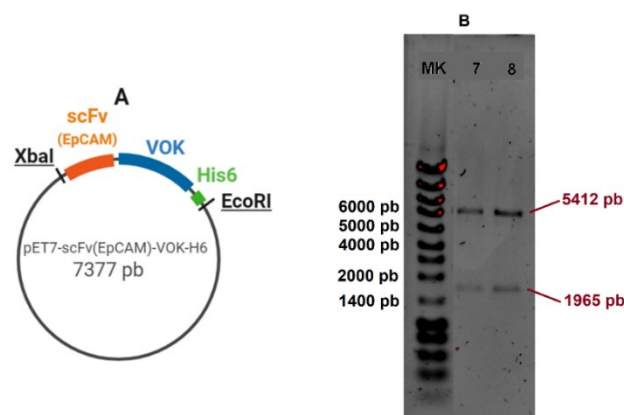 A
scFv
(EpCAM)
VOK
His6
XbaI
EcoRI
pET7-scFv(EpCAM)-VOK-H6
7377 pb
B
MK 7 8
6000 pb
5000 pb
4000 pb
2000 pb
1400 pb
5412 pb
1965 pb